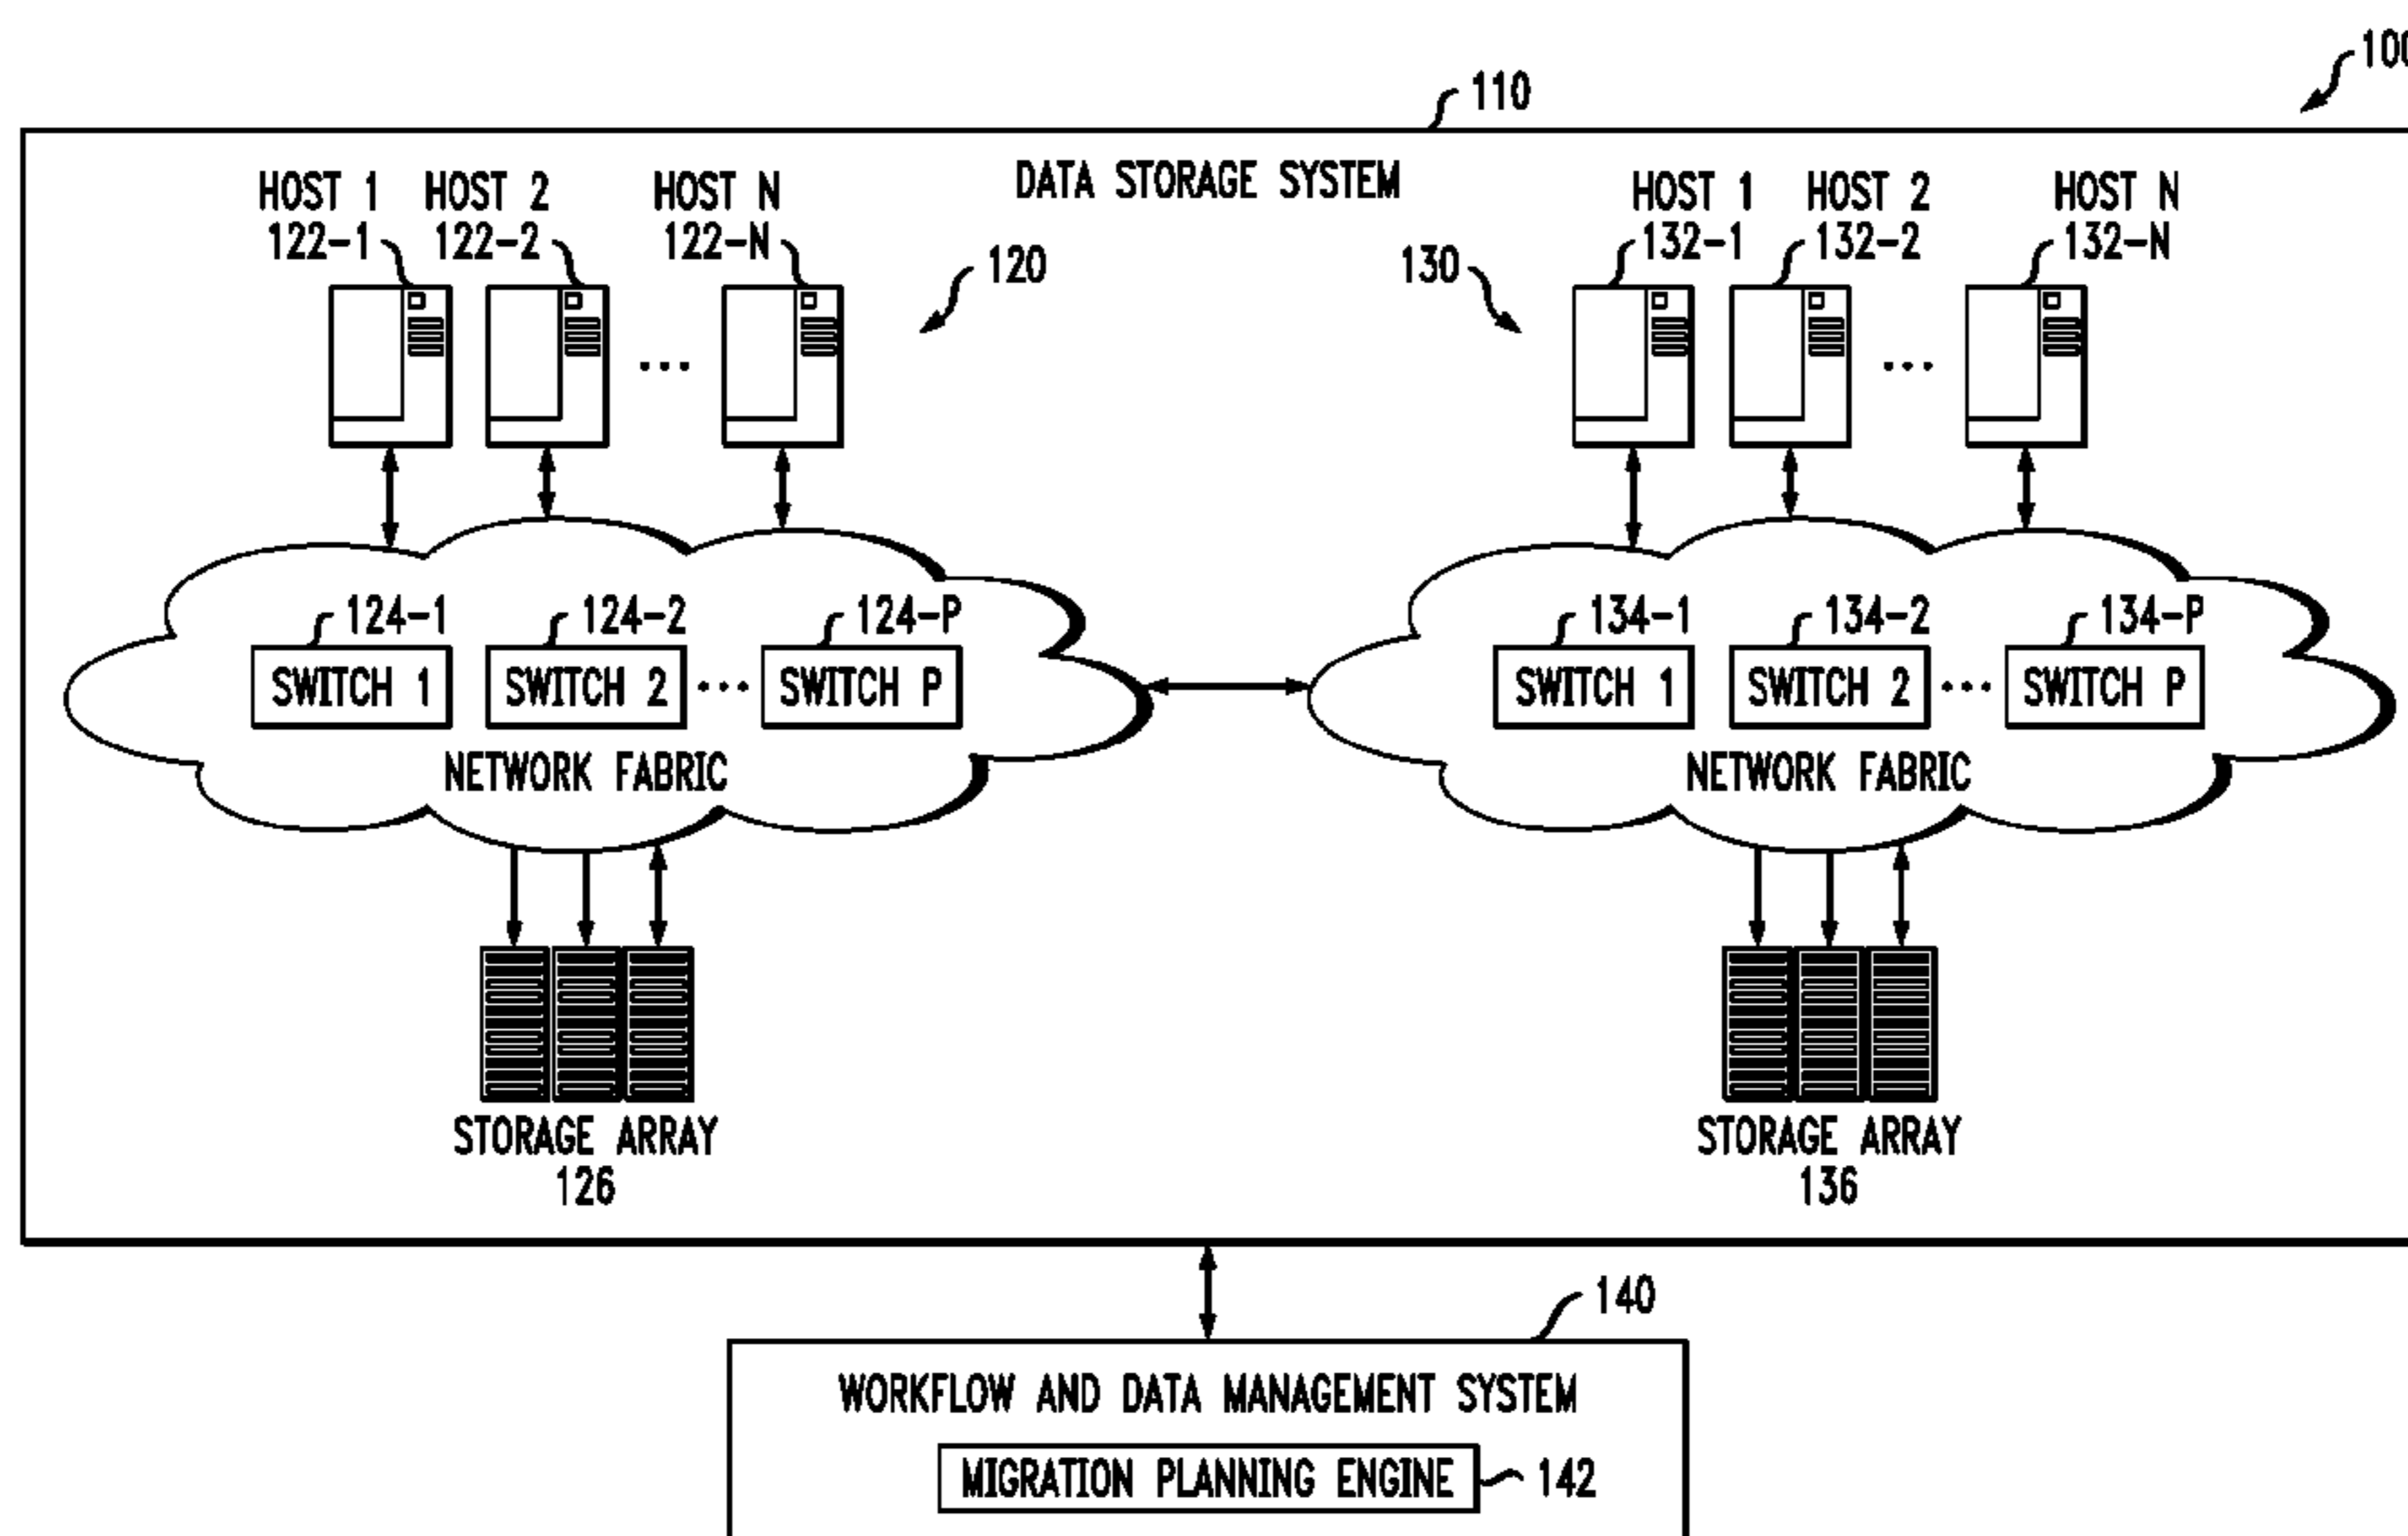 100
110
DATA STORAGE SYSTEM
HOST 1 HOST 2 HOST N
122-1 122-2 122-N
120
HOST 1 HOST 2 HOST N
132-1 132-2 132-N
130
124-1 124-2 124-P
SWITCH 1 SWITCH 2 ... SWITCH P
NETWORK FABRIC
134-1 134-2 134-P
SWITCH 1 SWITCH 2 ... SWITCH P
NETWORK FABRIC
STORAGE ARRAY
126
STORAGE ARRAY
136
140
WORKFLOW AND DATA MANAGEMENT SYSTEM
MIGRATION PLANNING ENGINE
142